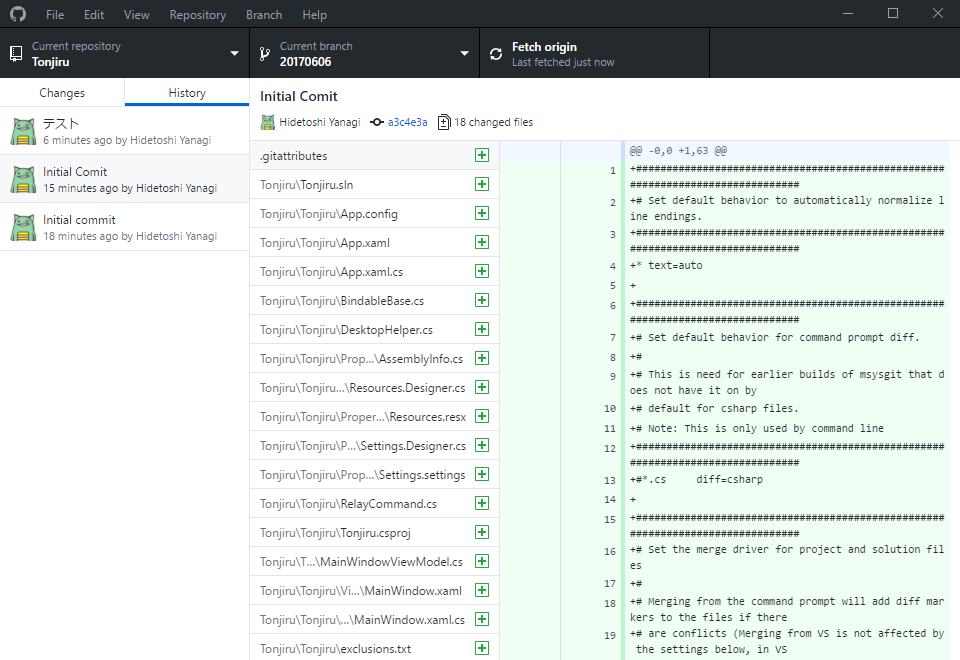 File Edit View Repository Branch Help
Current repository
Tonjiru
Current branch
20170606
Fetch origin
Last fetched just now
Changes History
テスト
6 minutes ago by Hidetoshi Yanagi
Initial Comit
15 minutes ago by Hidetoshi Yanagi
Initial commit
18 minutes ago by Hidetoshi Yanagi
Initial Comit
Hidetoshi Yanagi a3c4e3a 18 changed files
.gitattributes
Tonjiru\Tonjiru.sln
Tonjiru\Tonjiru\App.config
Tonjiru\Tonjiru\App.xaml
Tonjiru\Tonjiru\App.xaml.cs
Tonjiru\Tonjiru\BindableBase.cs
Tonjiru\Tonjiru\DesktopHelper.cs
Tonjiru\Tonjiru\Prop...\AssemblyInfo.cs
Tonjiru\Tonjiru...\Resources.Designer.cs
Tonjiru\Tonjiru\Proper...\Resources.resx
Tonjiru\Tonjiru\P...\Settings.Designer.cs
Tonjiru\Tonjiru\Prop...\Settings.settings
Tonjiru\Tonjiru\RelayCommand.cs
Tonjiru\Tonjiru\Tonjiru.csproj
Tonjiru\T...\MainWindowViewModel.cs
Tonjiru\Tonjiru\Vi...\MainWindow.xaml
Tonjiru\Tonjiru\...\MainWindow.xaml.cs
Tonjiru\Tonjiru\exclusions.txt
@@ -0,0 +1,63 @@
1 +###################################################
############################
2 +# Set default behavior to automatically normalize l
ine endings.
3 +###################################################
############################
4 +* text=auto
5 +
6 +###################################################
############################
7 +# Set default behavior for command prompt diff.
8 +#
9 +# This is need for earlier builds of msysgit that d
oes not have it on by
10 +# default for csharp files.
11 +# Note: This is only used by command line
12 +###################################################
############################
13 +#*.cs     diff=csharp
14 +
15 +###################################################
############################
16 +# Set the merge driver for project and solution fil
es
17 +#
18 +# Merging from the command prompt will add diff mar
kers to the files if there
19 +# are conflicts (Merging from VS is not affected by
the settings below, in VS